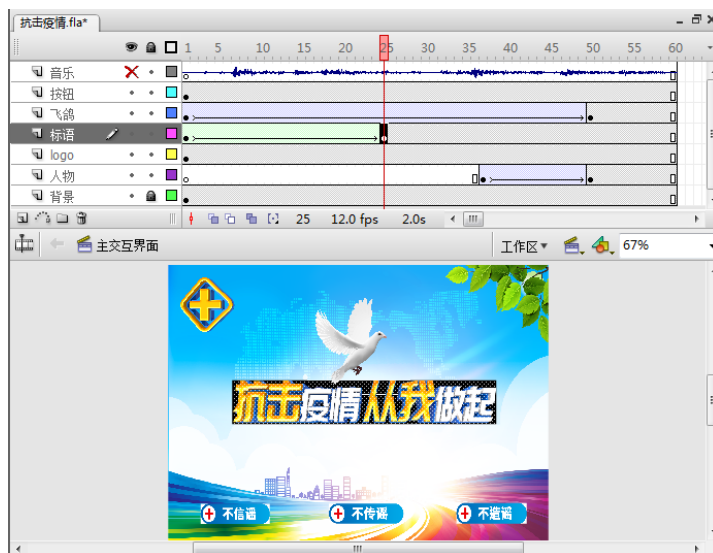 抗击疫情.fla*
1 5 10 15 20 25 30 35 40 45 50 55 60
音乐
按钮
飞鸽
标语
logo
人物
背景
25 12.0 fps 2.0s
主交互界面 工作区 67%
抗击疫情从我做起
不信谣 不传谣 不造谣